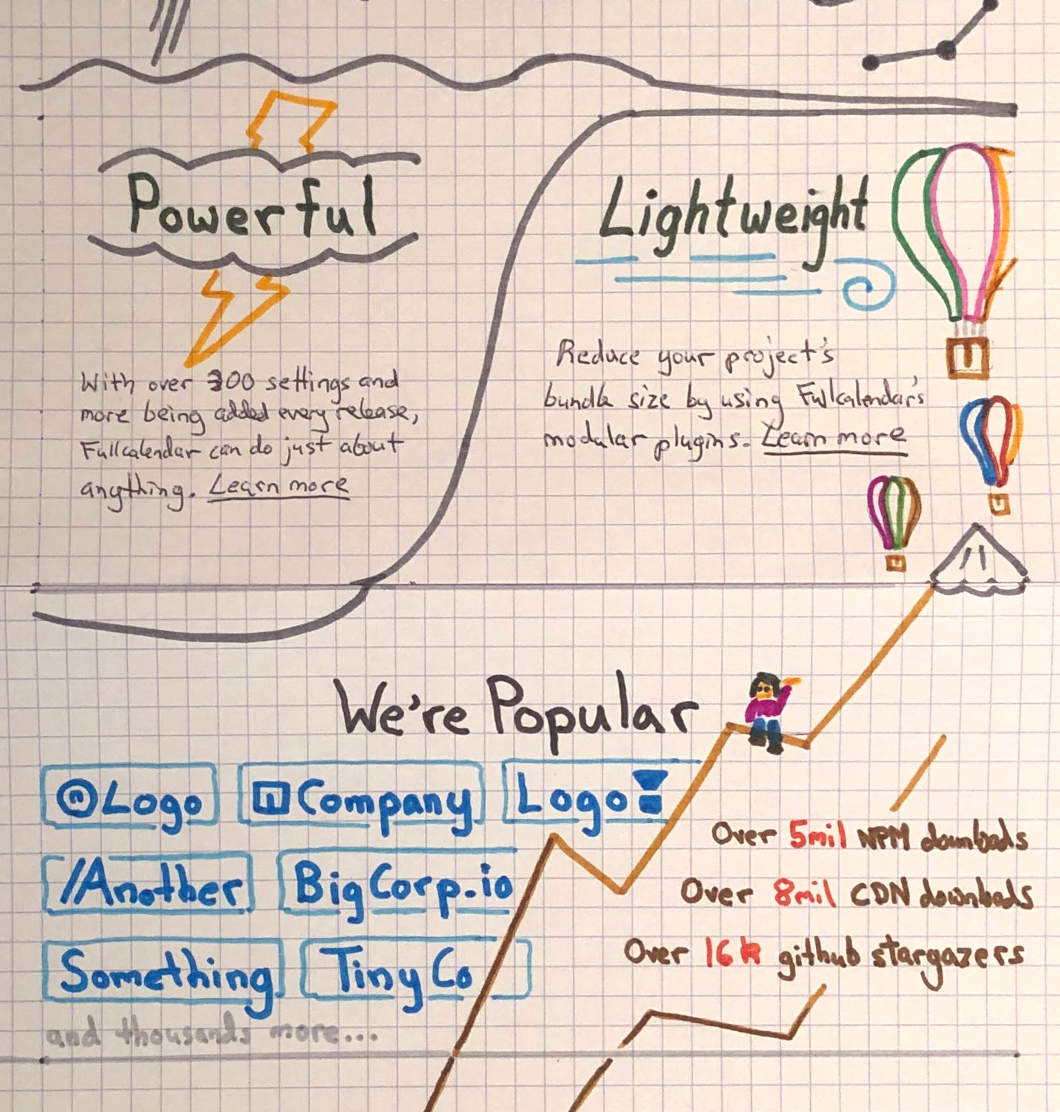 Powerful
With over 300 settings and
more being added every release,
Fullcalendar can do just about
anything. Learn more
Lightweight
Reduce your project's
bundle size by using Fullcalendar's
modular plugins. Learn more
We're Popular
Logo
Company
Logo
/Another
BigCorp.io
Something
TinyCo
and thousands more...
Over 5mil NPM downloads
Over 8mil CDN downloads
Over 16k github stargazers